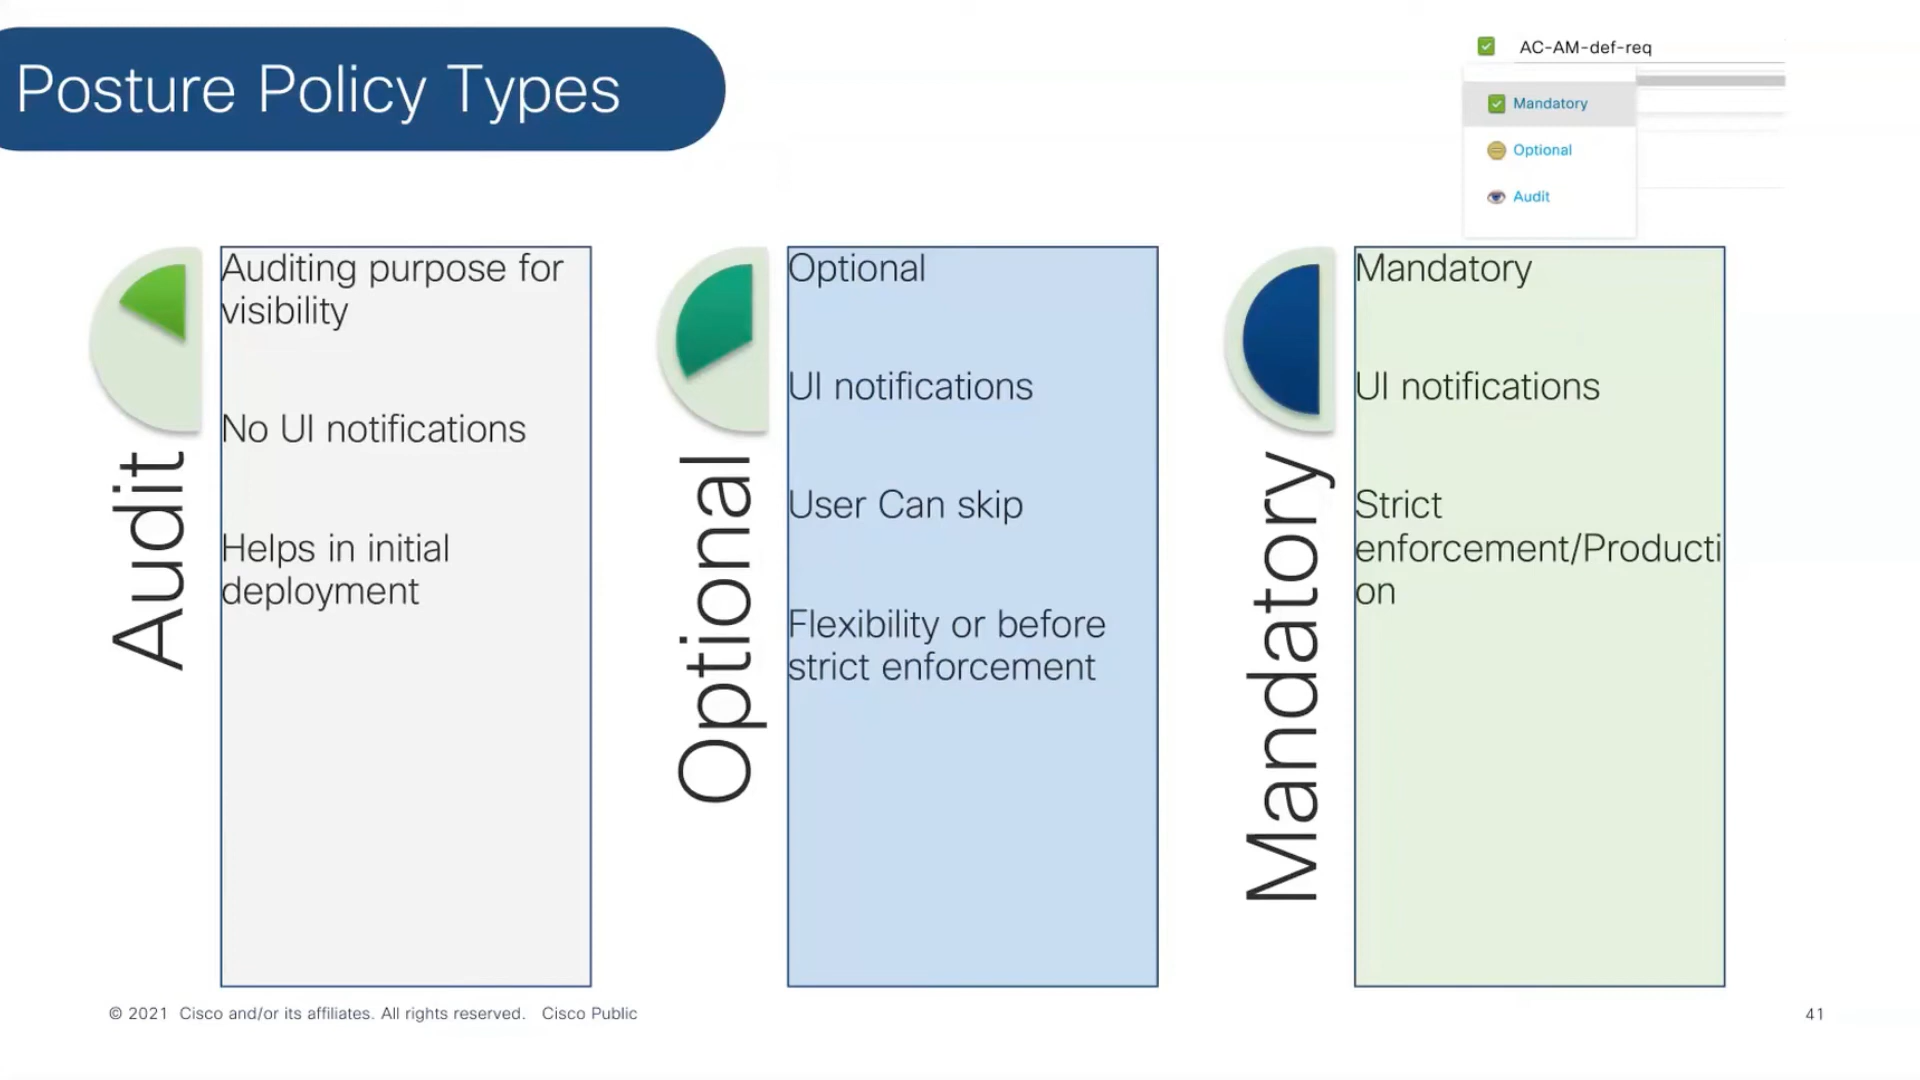 Posture Policy Types
AC-AM-def-req
Mandatory
Optional
Audit
Audit
Auditing purpose for
visibility
No UI notifications
Helps in initial
deployment
Optional
Optional
UI notifications
User Can skip
Flexibility or before
strict enforcement
Mandatory
Mandatory
UI notifications
Strict
enforcement/Producti
on
© 2021 Cisco and/or its affiliates. All rights reserved. Cisco Public
41